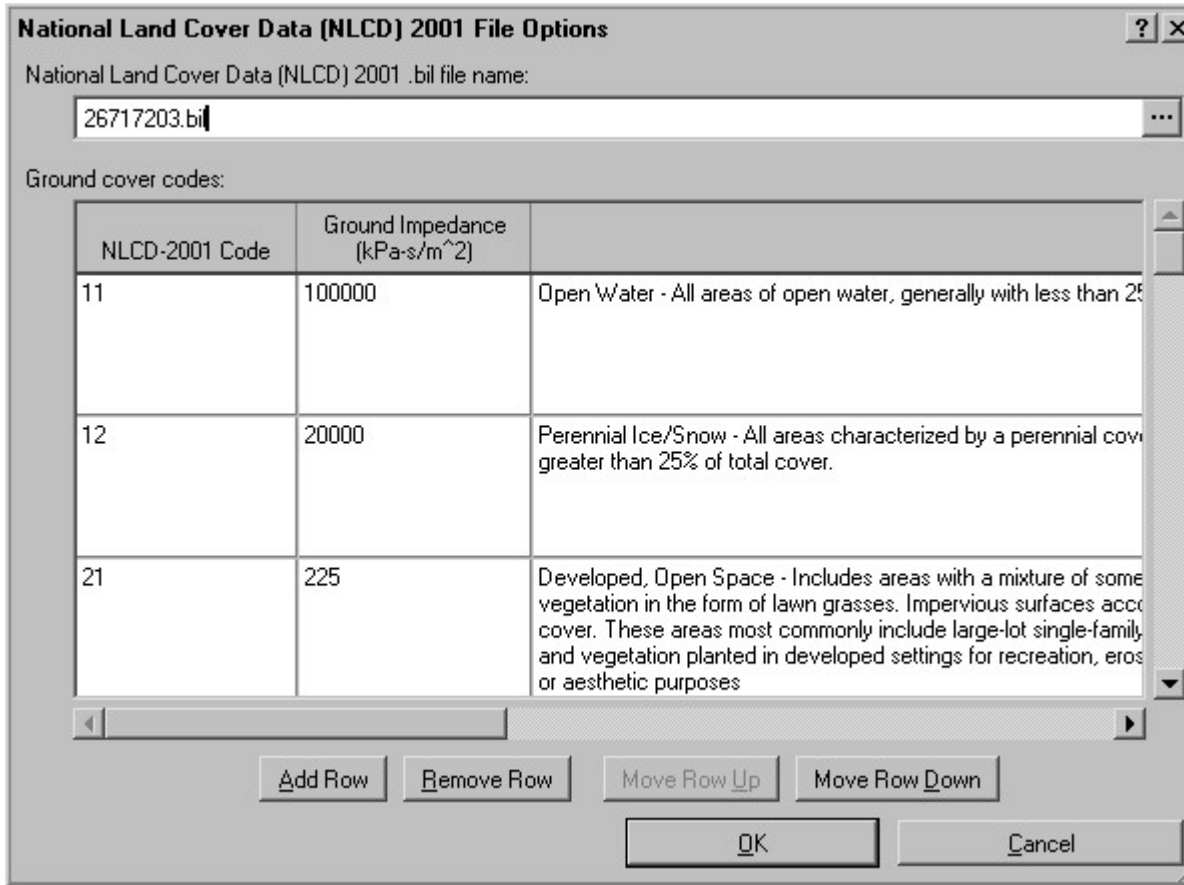 National Land Cover Data (NLCD) 2001 File Options
National Land Cover Data (NLCD) 2001 .bil file name:
26717203.bil
...
Ground cover codes:
NLCD-2001 Code
Ground Impedance
(kPa-s/m^2)
11
100000
Open Water - All areas of open water, generally with less than 25
12
20000
Perennial Ice/Snow - All areas characterized by a perennial cov
greater than 25% of total cover.
21
225
Developed, Open Space - Includes areas with a mixture of some
vegetation in the form of lawn grasses. Impervious surfaces acc
cover. These areas most commonly include large-lot single-family
and vegetation planted in developed settings for recreation, eros
or aesthetic purposes
Add Row
Remove Row
Move Row Up
Move Row Down
OK
Cancel